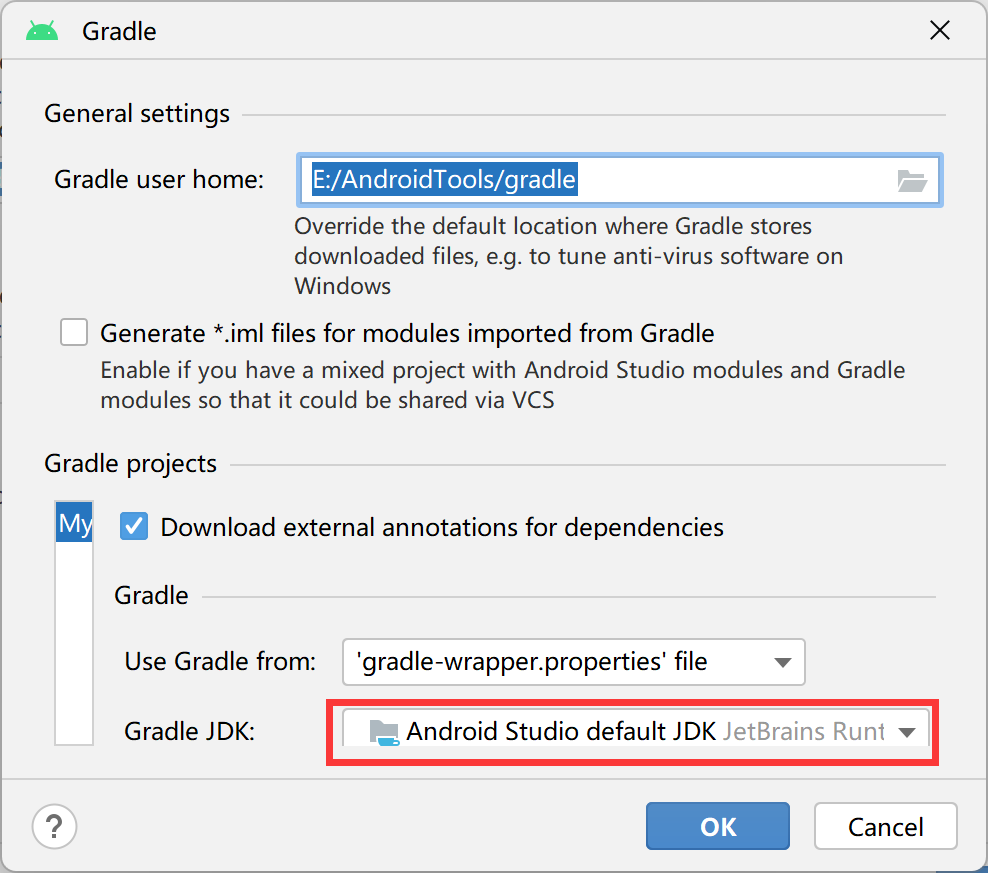 Gradle
General settings
Gradle user home:
E:/AndroidTools/gradle
Override the default location where Gradle stores
downloaded files, e.g. to tune anti-virus software on
Windows
Generate *.iml files for modules imported from Gradle
Enable if you have a mixed project with Android Studio modules and Gradle
modules so that it could be shared via VCS
Gradle projects
My
Download external annotations for dependencies
Gradle
Use Gradle from:
'gradle-wrapper.properties' file
Gradle JDK:
Android Studio default JDK JetBrains Runt
?
OK
Cancel